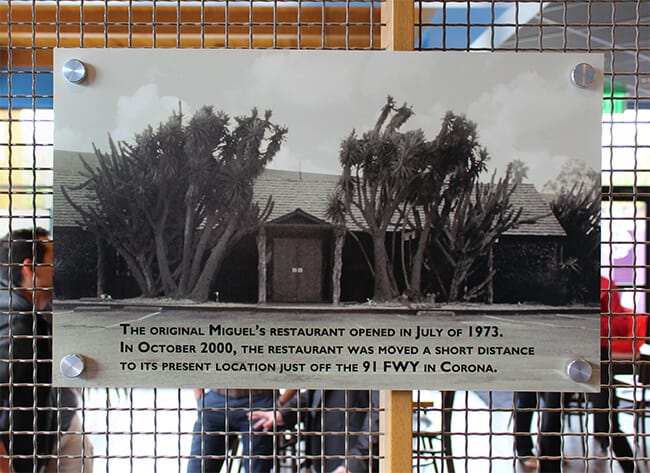 The original Miguel's restaurant opened in July of 1973.
In October 2000, the restaurant was moved a short distance
to its present location just off the 91 FWY in Corona.